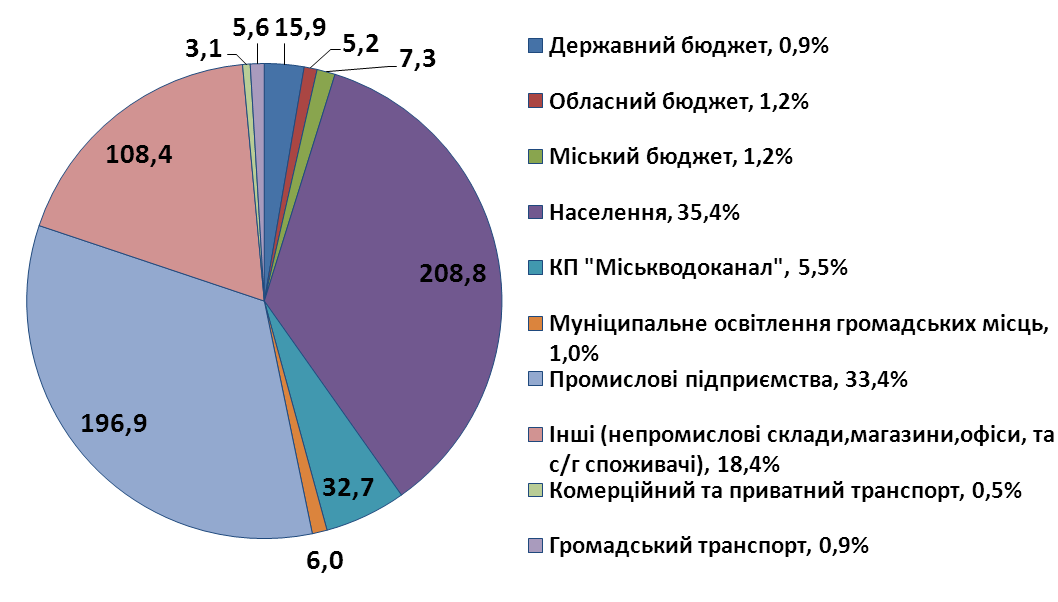 5,6
15,9
3,1
5,2
7,3
108,4
208,8
196,9
32,7
6,0
Державний бюджет, 0,9%
Обласний бюджет, 1,2%
Міський бюджет, 1,2%
Населення, 35,4%
КП "Міськводоканал", 5,5%
Муніципальне освітлення громадських місць,
1,0%
Промислові підприємства, 33,4%
Інші (непромислові склади,магазини,офіси, та
с/г споживачі), 18,4%
Комерційний та приватний транспорт, 0,5%
Громадський транспорт, 0,9%